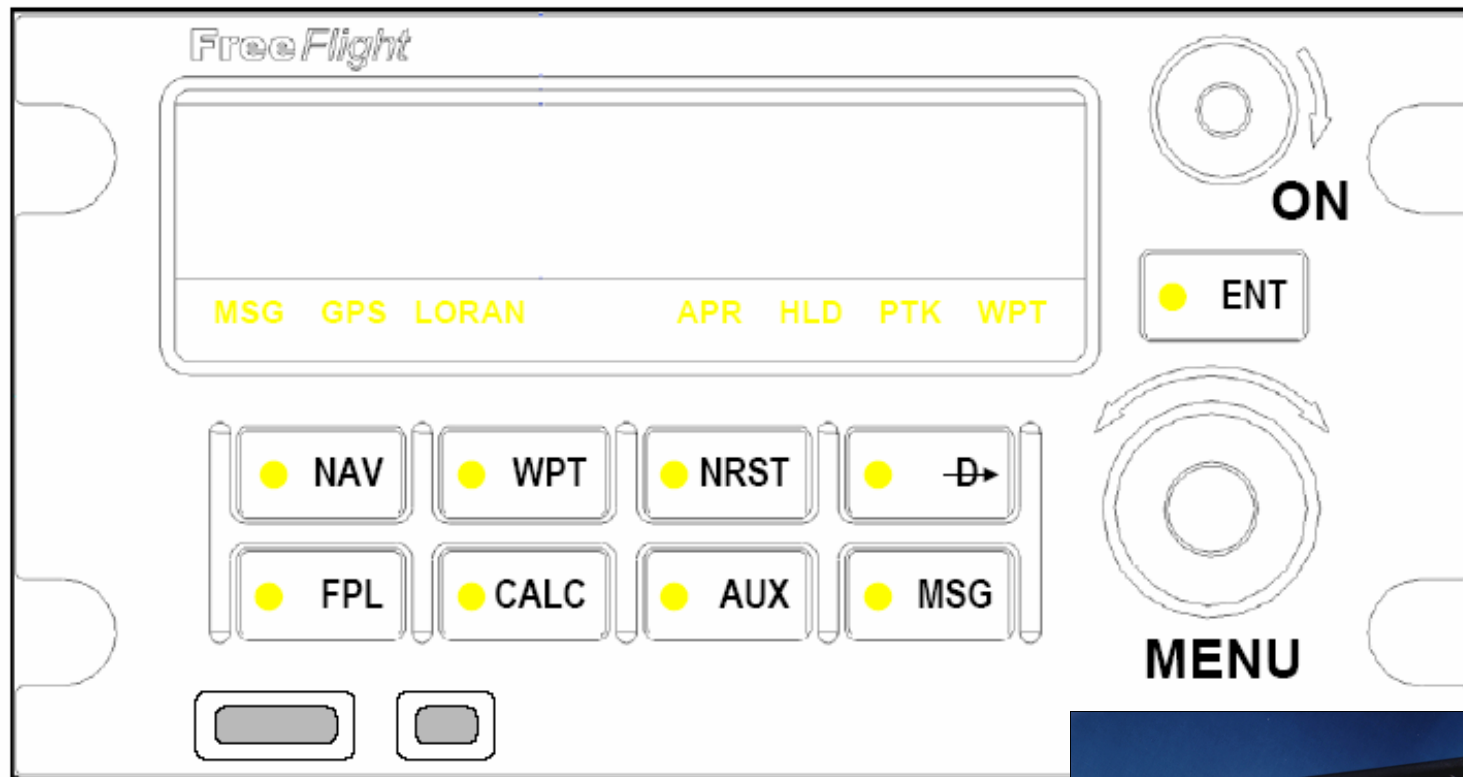 FreeFlight
ON
ENT
MSG GPS LORAN APR HLD PTK WPT
NAV WPT NRST D
FPL CALC AUX MSG
MENU